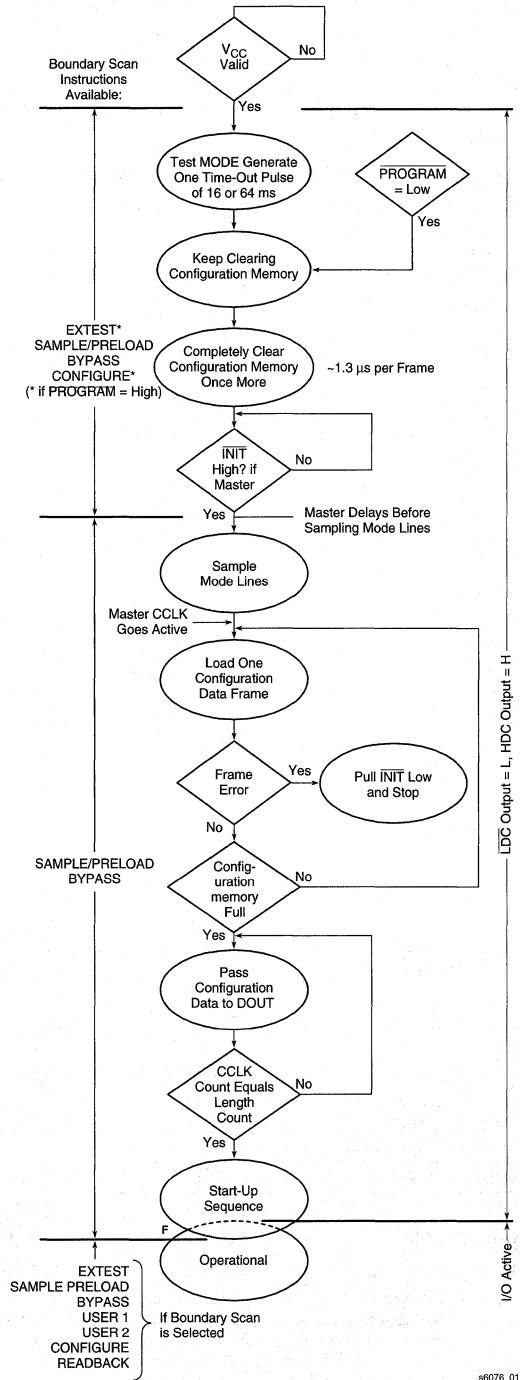 Boundary Scan
Instructions
Available:
VCC
Valid
No
Yes
Test MODE Generate
One Time-Out Pulse
of 16 or 64 ms
PROGRAM
= Low
Yes
Keep Clearing
Configuration Memory
EXTEST*
SAMPLE/PRELOAD
BYPASS
CONFIGURE*
(* if PROGRAM = High)
Completely Clear
Configuration Memory
Once More
~1.3 µs per Frame
INIT
High? if
Master
No
Yes
Master Delays Before
Sampling Mode Lines
Sample
Mode Lines
Master CCLK
Goes Active
Load One
Configuration
Data Frame
LDC Output = L, HDC Output = H
Frame
Error
Yes
Pull INIT Low
and Stop
No
SAMPLE/PRELOAD
BYPASS
Config-
uration
memory
Full
No
Yes
Pass
Configuration
Data to DOUT
CCLK
Count Equals
Length
Count
No
Yes
Start-Up
Sequence
F
Operational
I/O Active
EXTEST
SAMPLE PRELOAD
BYPASS
USER 1
USER 2
CONFIGURE
READBACK
If Boundary Scan
is Selected
s6076_01